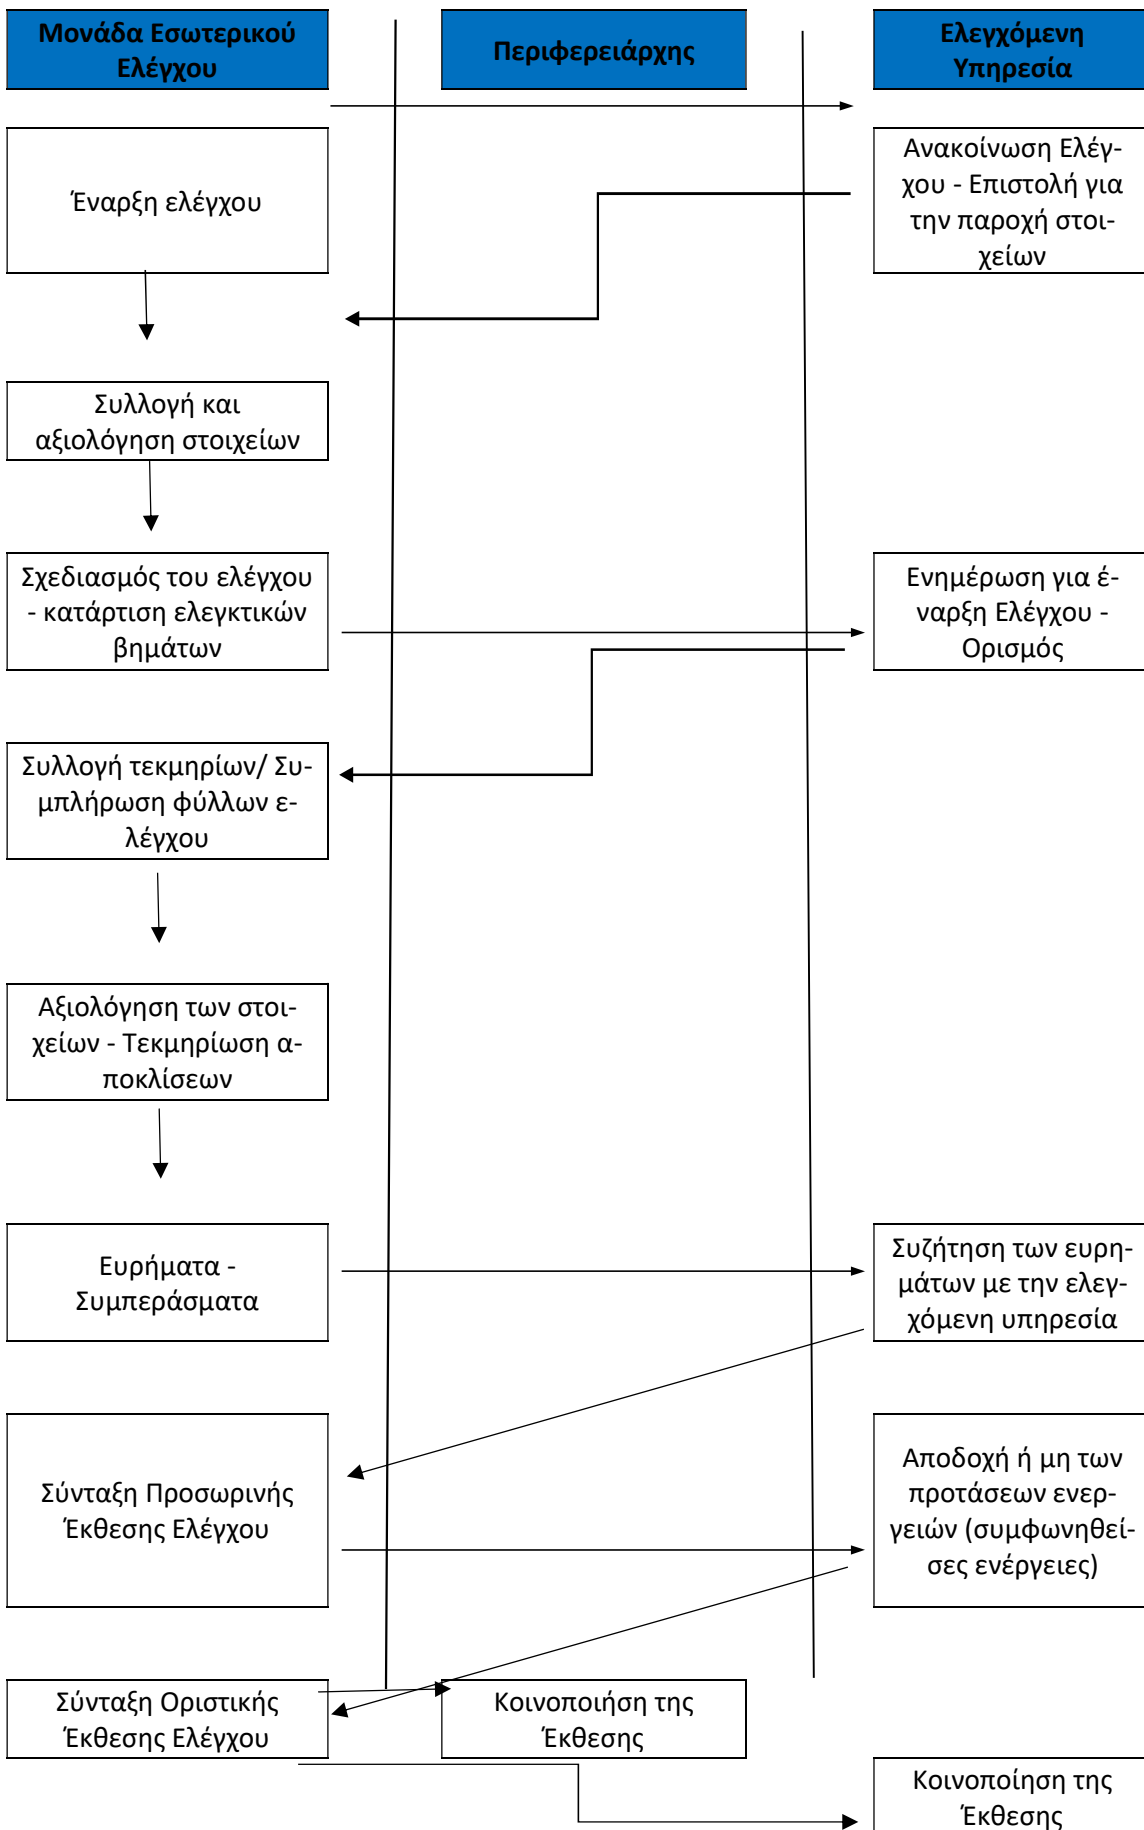 Μονάδα Εσωτερικού
Ελέγχου
Περιφερειάρχης
Ελεγχόμενη
Υπηρεσία
Έναρξη ελέγχου
Ανακοίνωση Ελέγ-
χου - Επιστολή για
την παροχή στοι-
χείων
Συλλογή και
αξιολόγηση στοιχείων
Σχεδιασμός του ελέγχου
- κατάρτιση ελεγκτικών
βημάτων
Ενημέρωση για έ-
ναρξη Ελέγχου -
Ορισμός
Συλλογή τεκμηρίων/ Συ-
μπλήρωση φύλλων ε-
λέγχου
Αξιολόγηση των στοι-
χείων - Τεκμηρίωση α-
ποκλίσεων
Ευρήματα -
Συμπεράσματα
Συζήτηση των ευρη-
μάτων με την ελεγ-
χόμενη υπηρεσία
Σύνταξη Προσωρινής
Έκθεσης Ελέγχου
Αποδοχή ή μη των
προτάσεων ενερ-
γειών (συμφωνηθεί-
σες ενέργειες)
Σύνταξη Οριστικής
Έκθεσης Ελέγχου
Κοινοποιήση της
Έκθεσης
Κοινοποίηση της
Έκθεσης